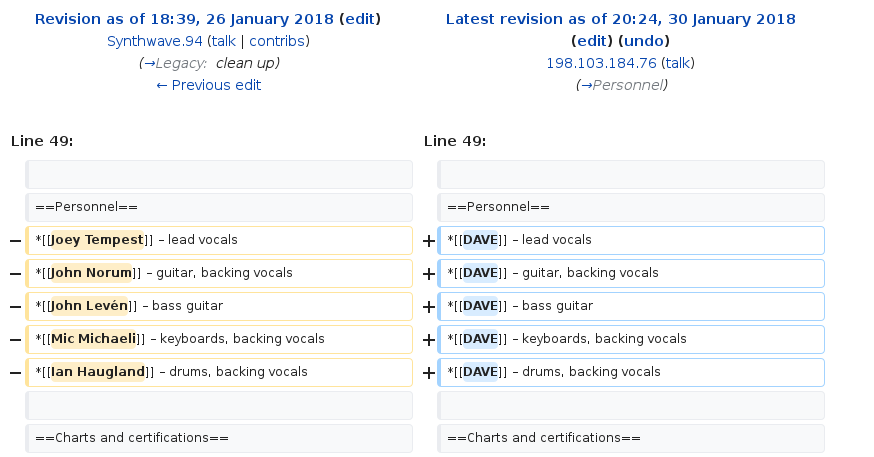 Revision as of 18:39, 26 January 2018 (edit)
Synthwave.94 (talk | contribs)
(→Legacy: clean up)
← Previous edit
Latest revision as of 20:24, 30 January 2018
(edit) (undo)
198.103.184.76 (talk)
(→Personnel)
Line 49:
Line 49:
==Personnel==
==Personnel==
− *[[Joey Tempest]] – lead vocals
+ *[[DAVE]] – lead vocals
− *[[John Norum]] – guitar, backing vocals
+ *[[DAVE]] – guitar, backing vocals
− *[[John Levén]] – bass guitar
+ *[[DAVE]] – bass guitar
− *[[Mic Michaeli]] – keyboards, backing vocals
+ *[[DAVE]] – keyboards, backing vocals
− *[[Ian Haugland]] – drums, backing vocals
+ *[[DAVE]] – drums, backing vocals
==Charts and certifications==
==Charts and certifications==